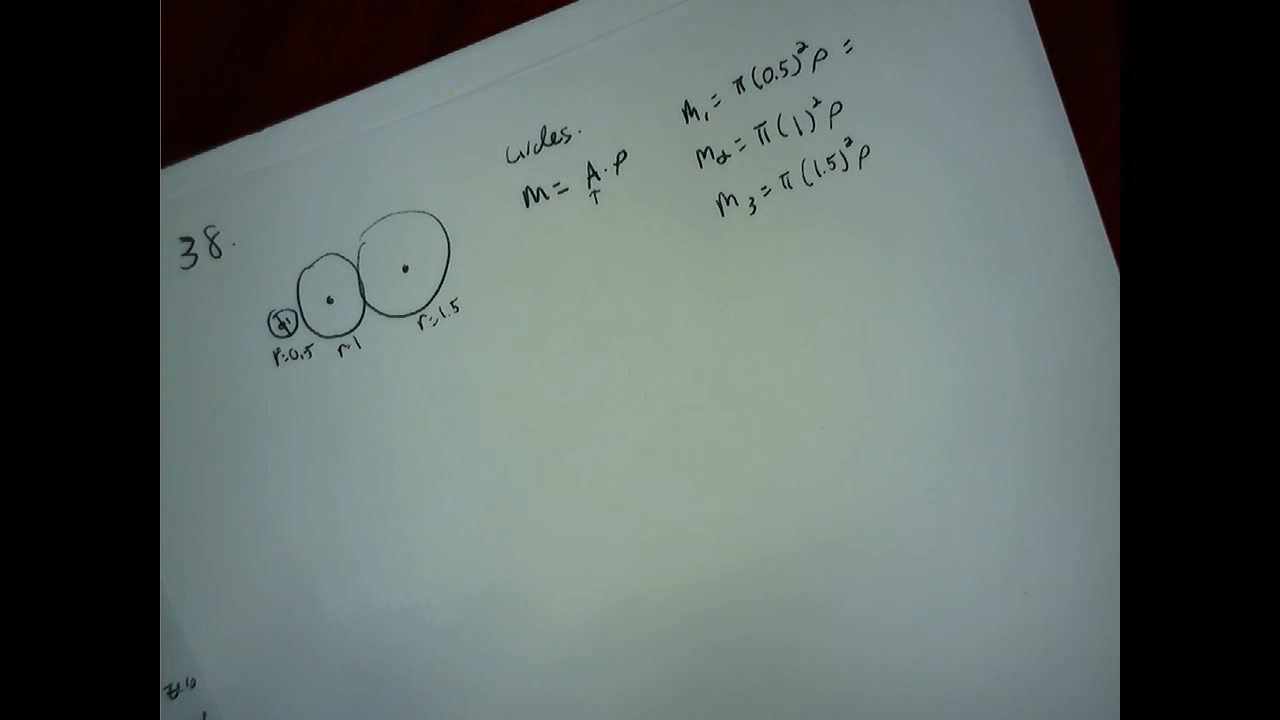 38.
r=0.5
r=1
r=1.5
circles.
m = A · ρ
↑
m₁ = π(0.5)² ρ =
m₂ = π(1)² ρ
m₃ = π(1.5)² ρ